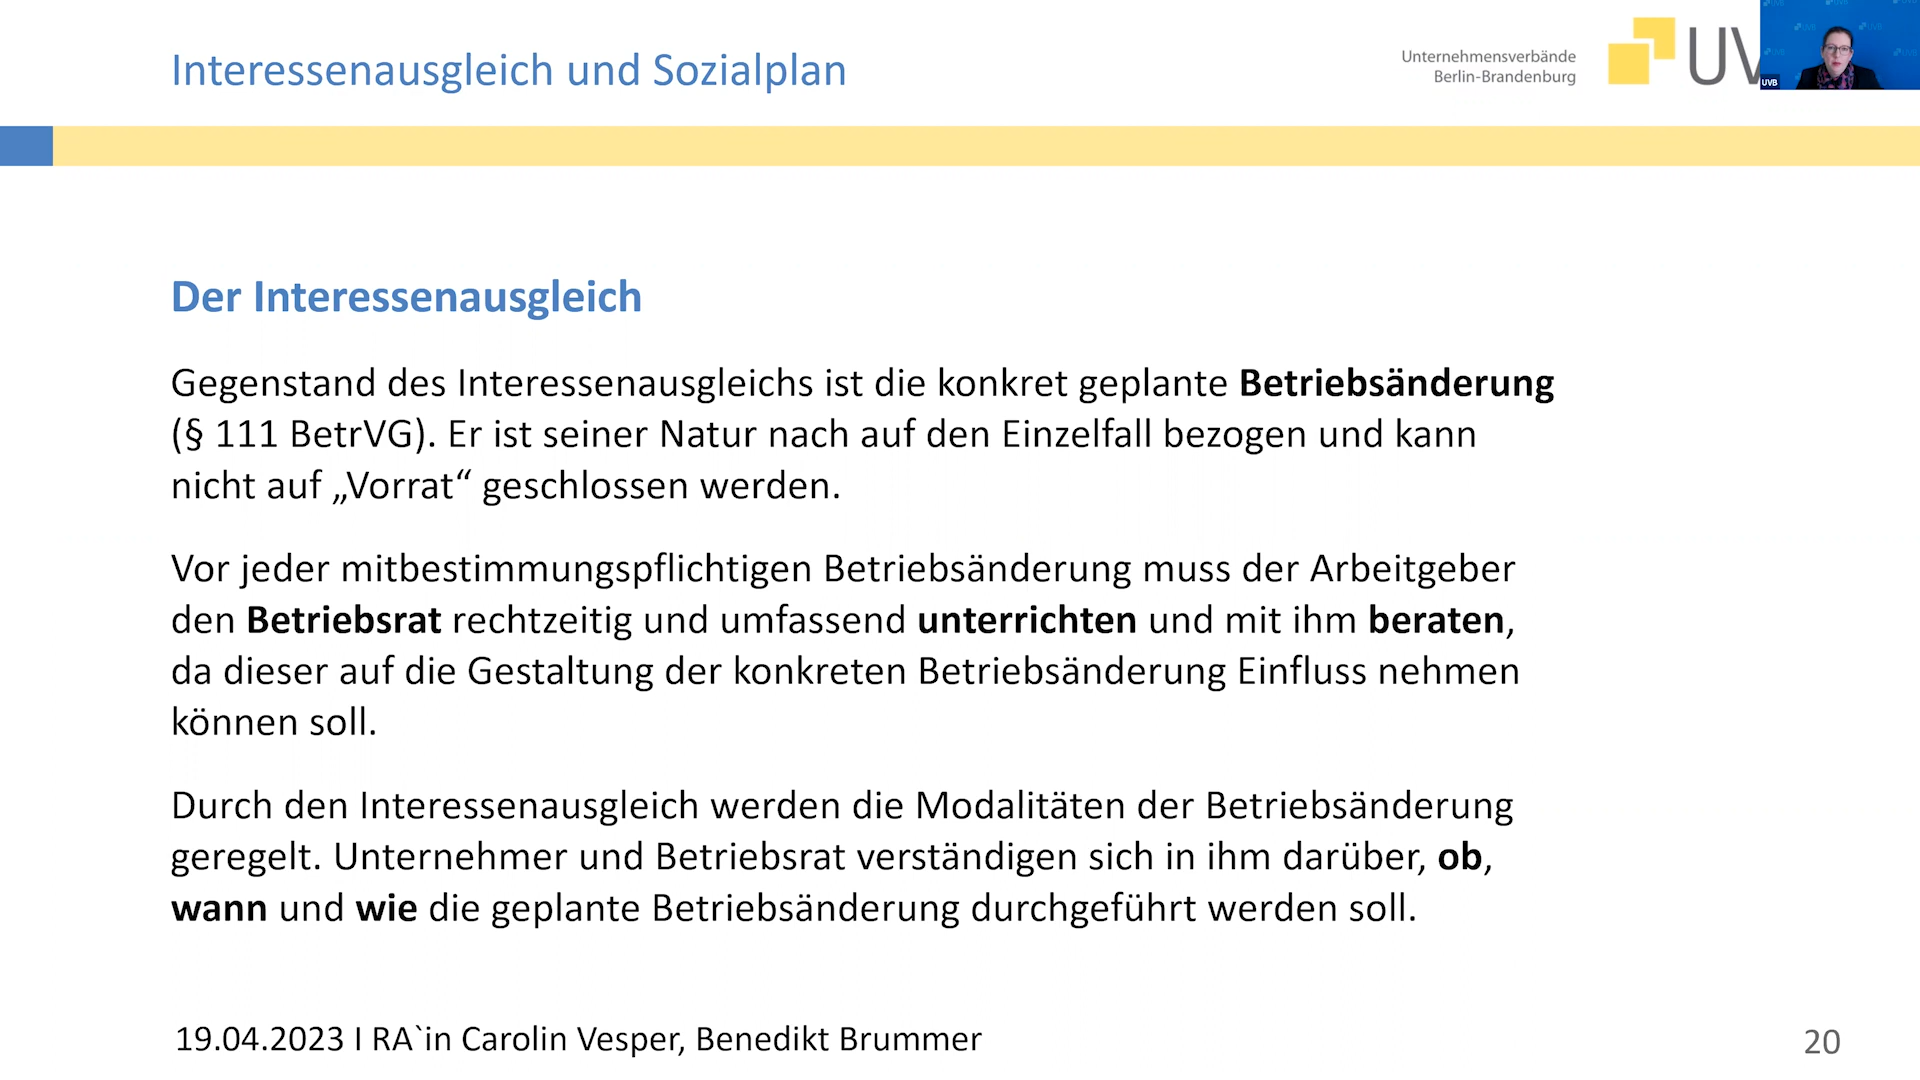 Interessenausgleich und Sozialplan
Unternehmensverbände
Berlin-Brandenburg
UV
UVB
Der Interessenausgleich
Gegenstand des Interessenausgleichs ist die konkret geplante Betriebsänderung
(§ 111 BetrVG). Er ist seiner Natur nach auf den Einzelfall bezogen und kann
nicht auf „Vorrat“ geschlossen werden.
Vor jeder mitbestimmungspflichtigen Betriebsänderung muss der Arbeitgeber
den Betriebsrat rechtzeitig und umfassend unterrichten und mit ihm beraten,
da dieser auf die Gestaltung der konkreten Betriebsänderung Einfluss nehmen
können soll.
Durch den Interessenausgleich werden die Modalitäten der Betriebsänderung
geregelt. Unternehmer und Betriebsrat verständigen sich in ihm darüber, ob,
wann und wie die geplante Betriebsänderung durchgeführt werden soll.
19.04.2023 I RA`in Carolin Vesper, Benedikt Brummer
20